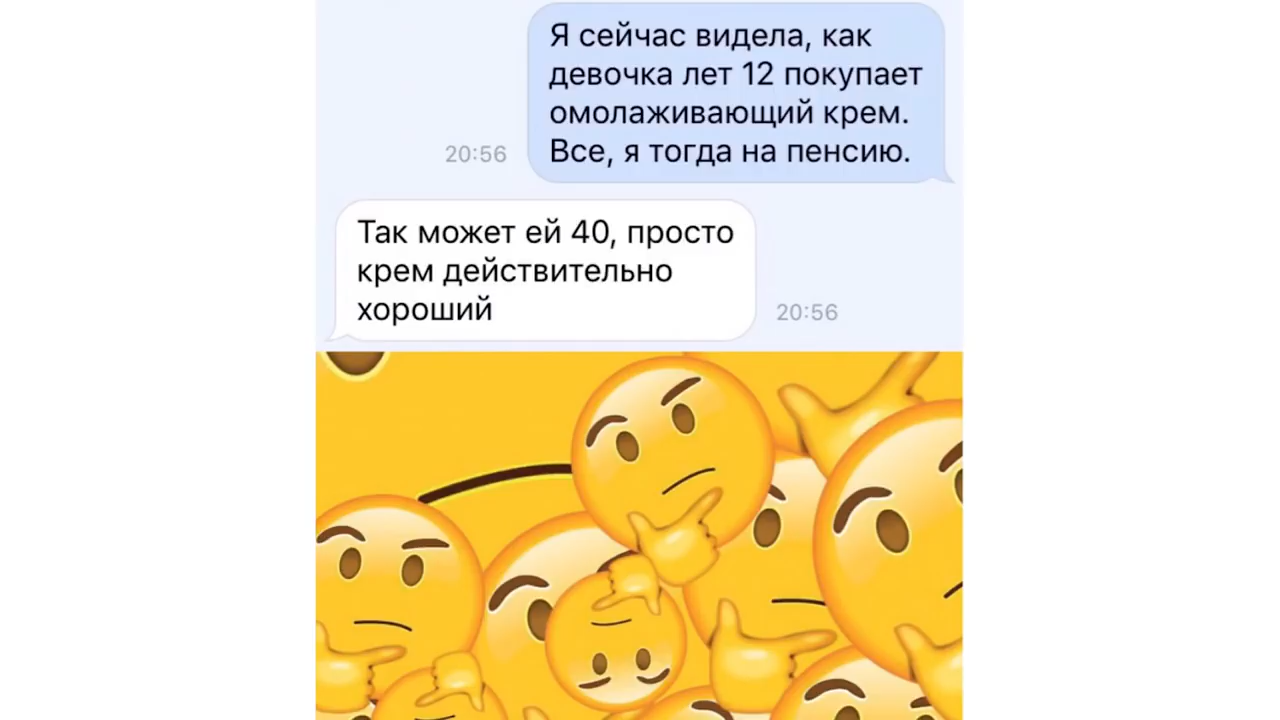 Я сейчас видела, как
девочка лет 12 покупает
омолаживающий крем.
Все, я тогда на пенсию.
20:56
Так может ей 40, просто
крем действительно
хороший
20:56